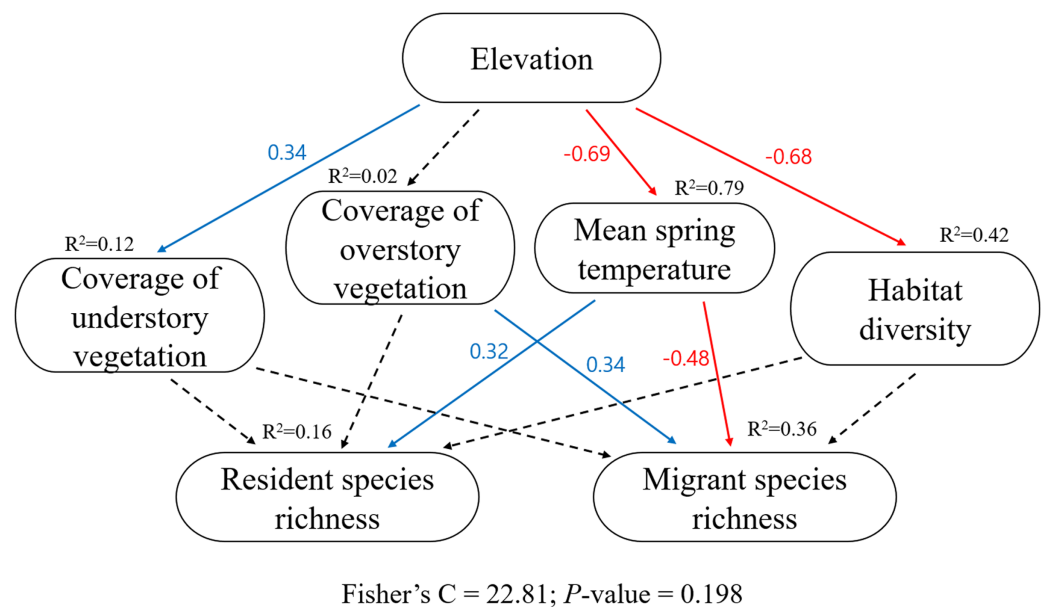 Elevation
0.34
-0.69
-0.68
R²=0.02
R²=0.79
R²=0.12
R²=0.42
Coverage of
overstory
vegetation
Mean spring
temperature
Coverage of
understory
vegetation
Habitat
diversity
0.32
0.34
-0.48
R²=0.16
R²=0.36
Resident species
richness
Migrant species
richness
Fisher’s C = 22.81; P-value = 0.198